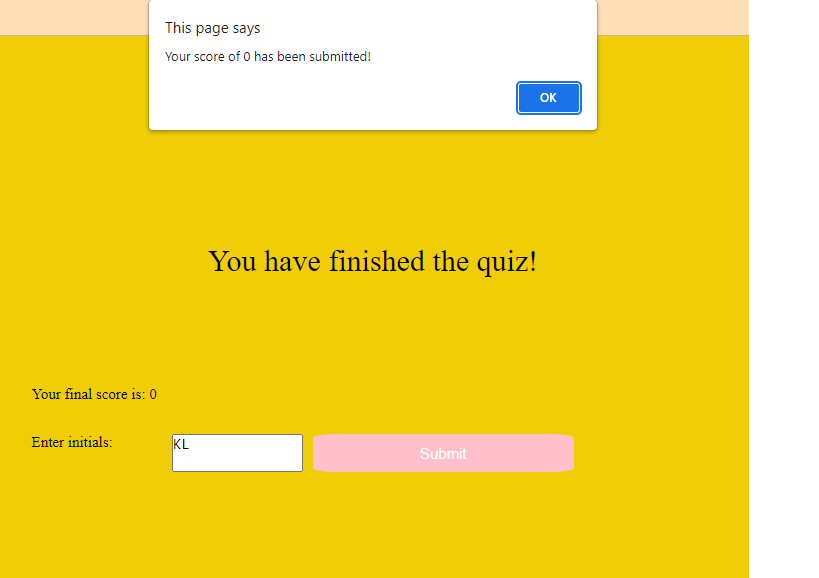 This page says
Your score of 0 has been submitted!
OK
You have finished the quiz!
Your final score is: 0
Enter initials:
KL
Submit